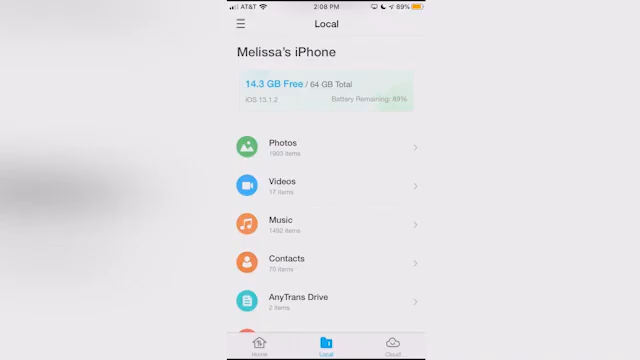 AT&T 2:08 PM 89%
Local
Melissa's iPhone
14.3 GB Free / 64 GB Total
iOS 13.1.2 Battery Remaining: 89%
Photos
1903 items
Videos
17 items
Music
1492 items
Contacts
70 items
AnyTrans Drive
2 items
Home Local Cloud